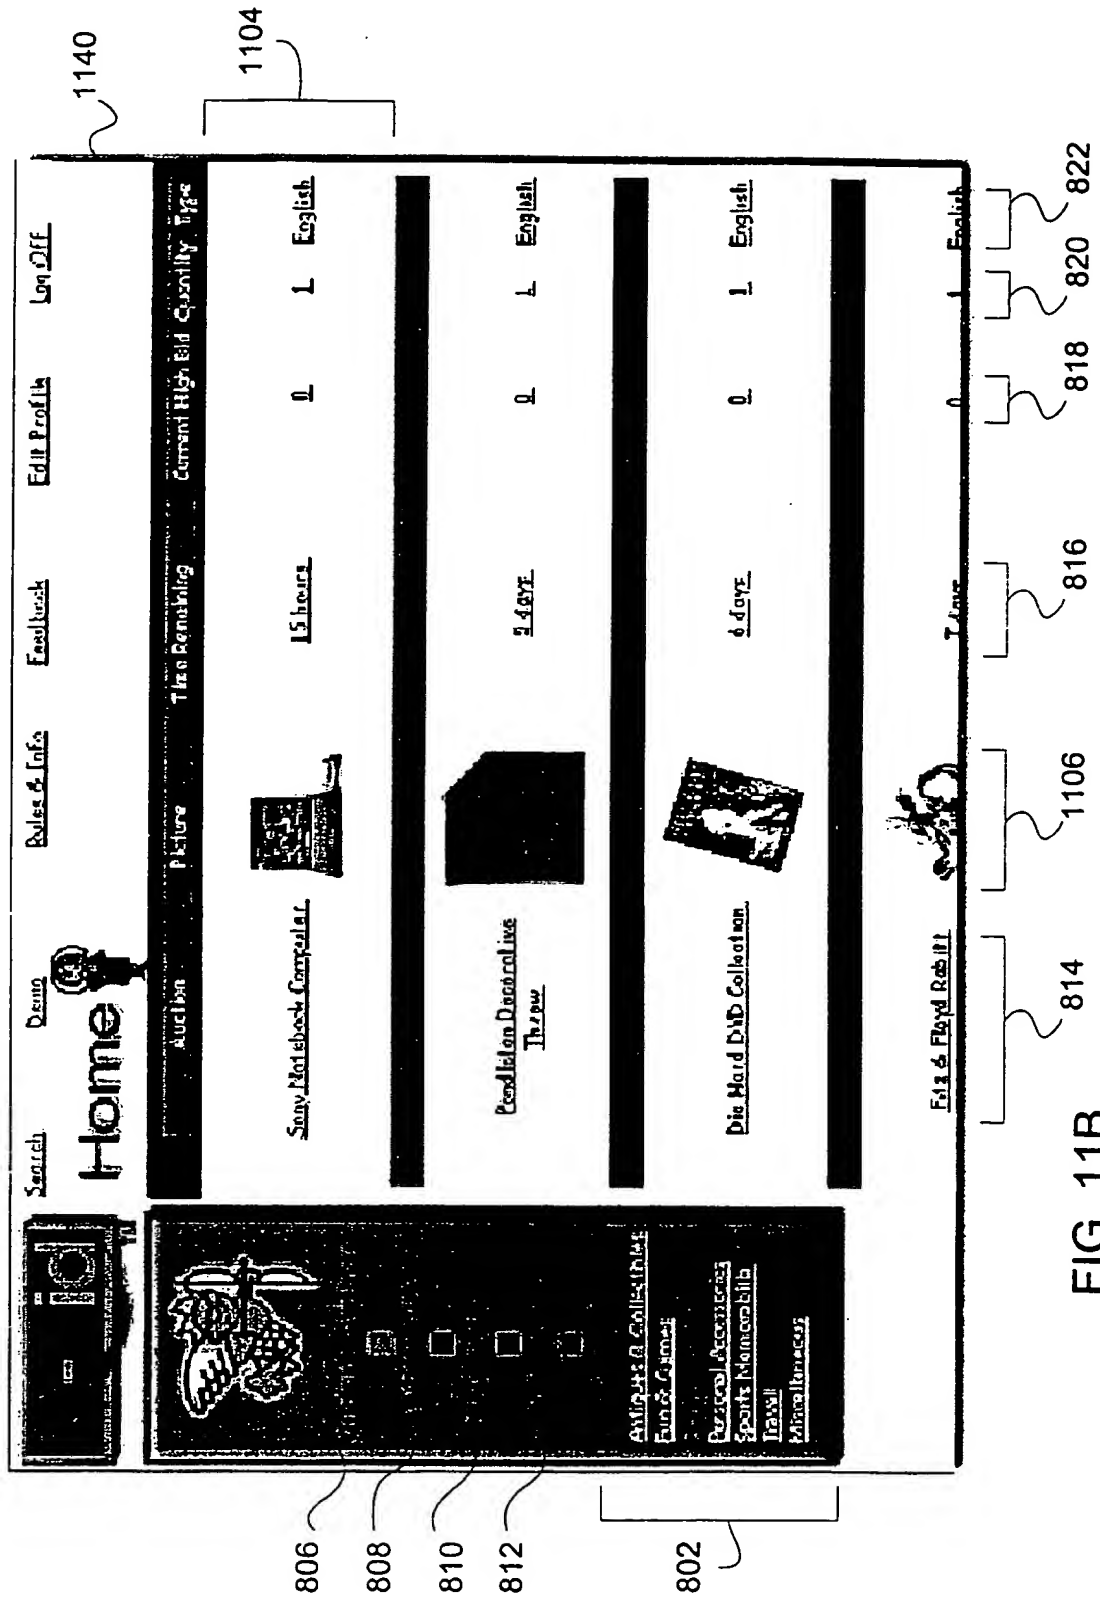 1140
1104
Search Demo Rules & Info Feedback Edit Profile Log Off
Home
Auction Picture Time Remaining Current High Bid Quantity Type
Sony Notebook Computer 15 hours 0 1 English
Pendleton Decorative
Throw
2 days 0 1 English
Die Hard DVD Collection 6 days 0 1 English
Fritz & Floyd Rabbit 7 days 0 1 English
Antiques & Collectibles
Fun & Games
Personal Accessories
Sports Memorabilia
Travel
Miscellaneous
806
808
810
812
802
814
1106
816
818
820
822
FIG. 11B